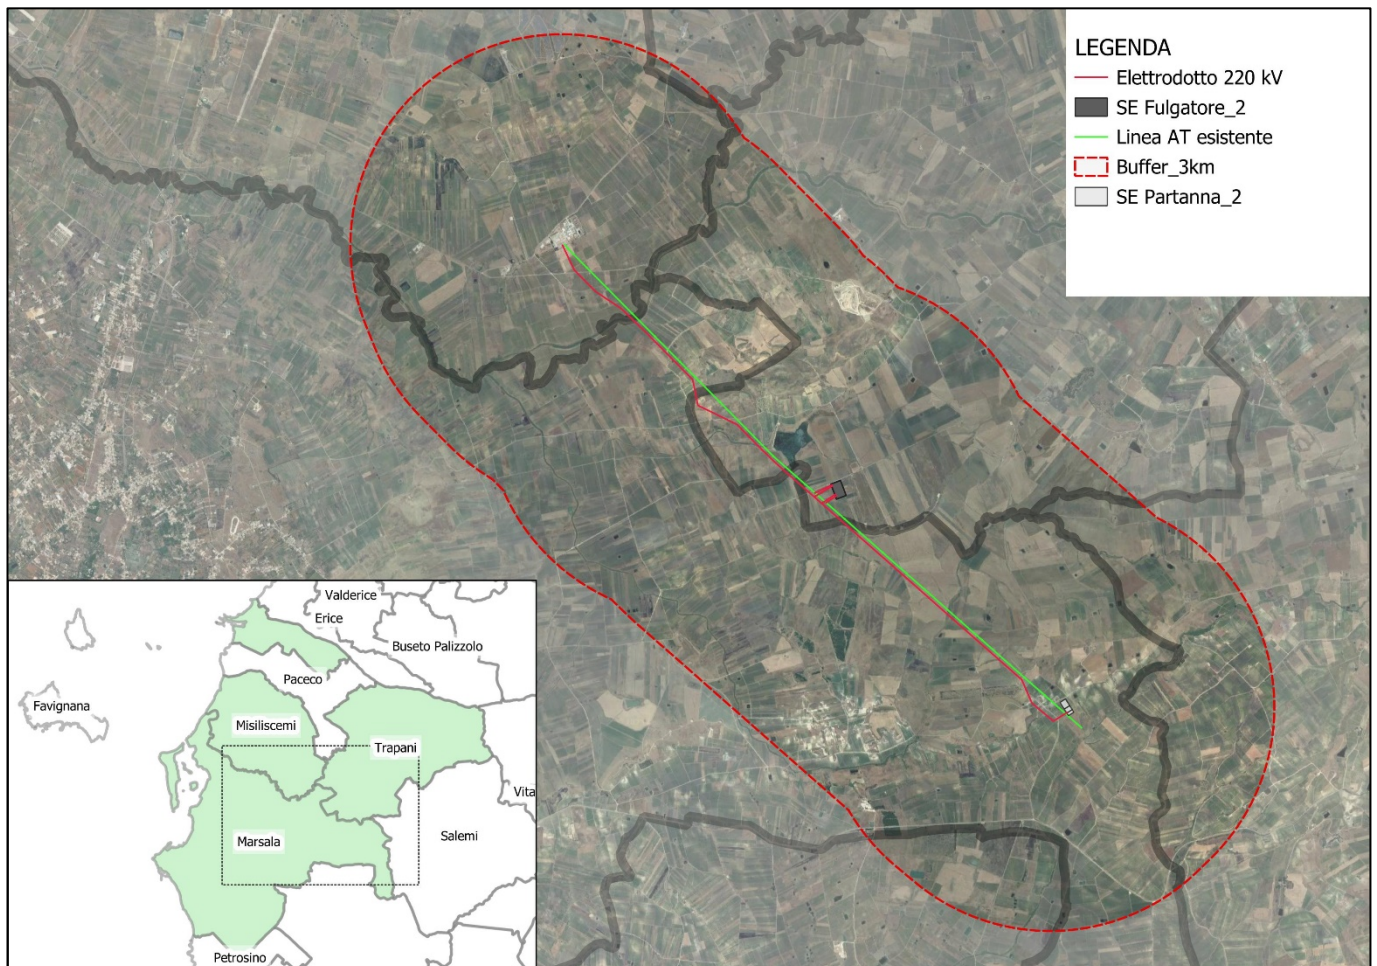 LEGENDA
Elettrodotto 220 kV
SE Fulgatore_2
Linea AT esistente
Buffer_3km
SE Partanna_2
Valderice
Erice
Buseto Palizzolo
Paceco
Favignana
Misiliscemi
Trapani
Vita
Salemi
Marsala
Petrosino